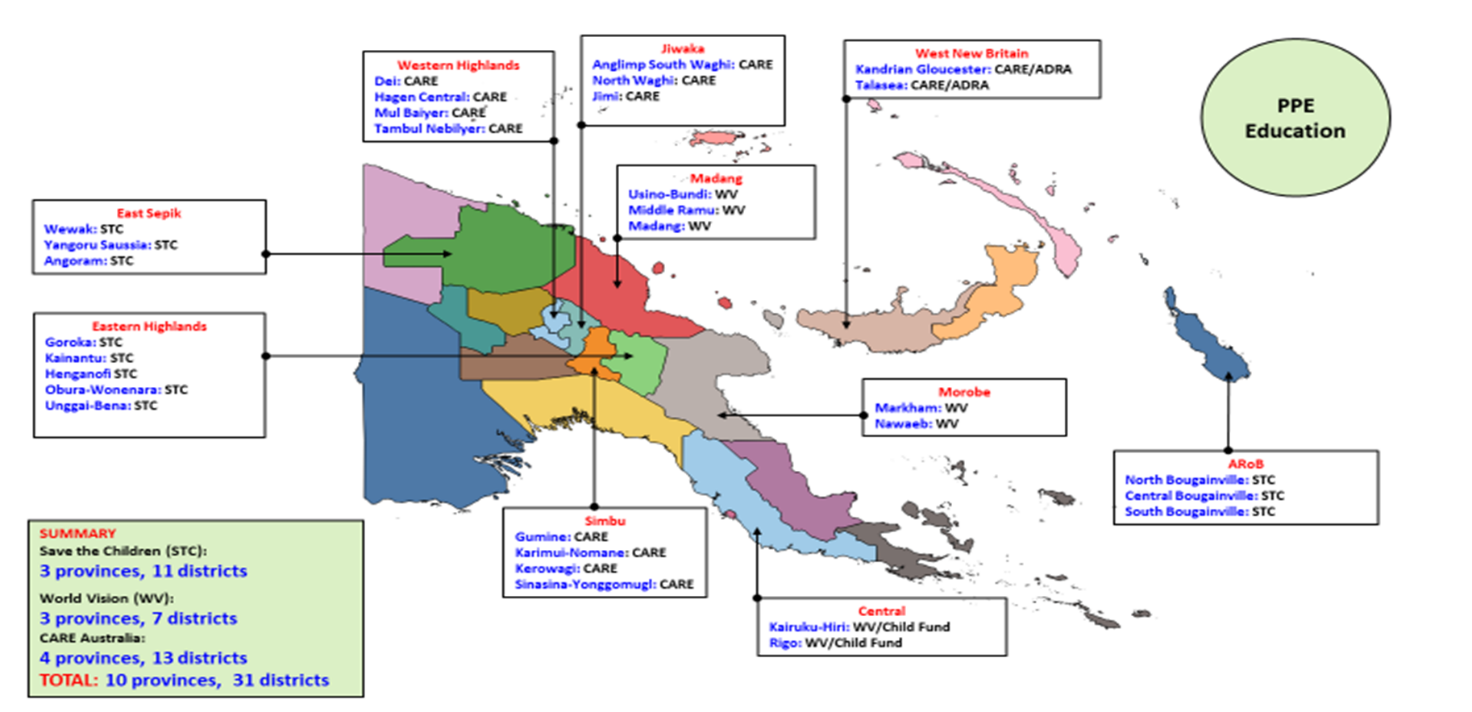 Western Highlands
Dei: CARE
Hagen Central: CARE
Mul Baiyer: CARE
Tambul Nebilyer: CARE
Jiwaka
Anglimp South Waghi: CARE
North Waghi: CARE
Jimi: CARE
West New Britain
Kandrian Gloucester: CARE/ADRA
Talasea: CARE/ADRA
PPE
Education
Madang
Usino-Bundi: WV
Middle Ramu: WV
Madang: WV
East Sepik
Wewak: STC
Yangoru Saussia: STC
Angoram: STC
Eastern Highlands
Goroka: STC
Kainantu: STC
Henganofi STC
Obura-Wonenara: STC
Unggai-Bena: STC
Morobe
Markham: WV
Nawaeb: WV
ARoB
North Bougainville: STC
Central Bougainville: STC
South Bougainville: STC
Simbu
Gumine: CARE
Karimui-Nomane: CARE
Kerowagi: CARE
Sinasina-Yonggomugl: CARE
Central
Kairuku-Hiri: WV/Child Fund
Rigo: WV/Child Fund
SUMMARY
Save the Children (STC):
3 provinces, 11 districts
World Vision (WV):
3 provinces, 7 districts
CARE Australia:
4 provinces, 13 districts
TOTAL: 10 provinces, 31 districts